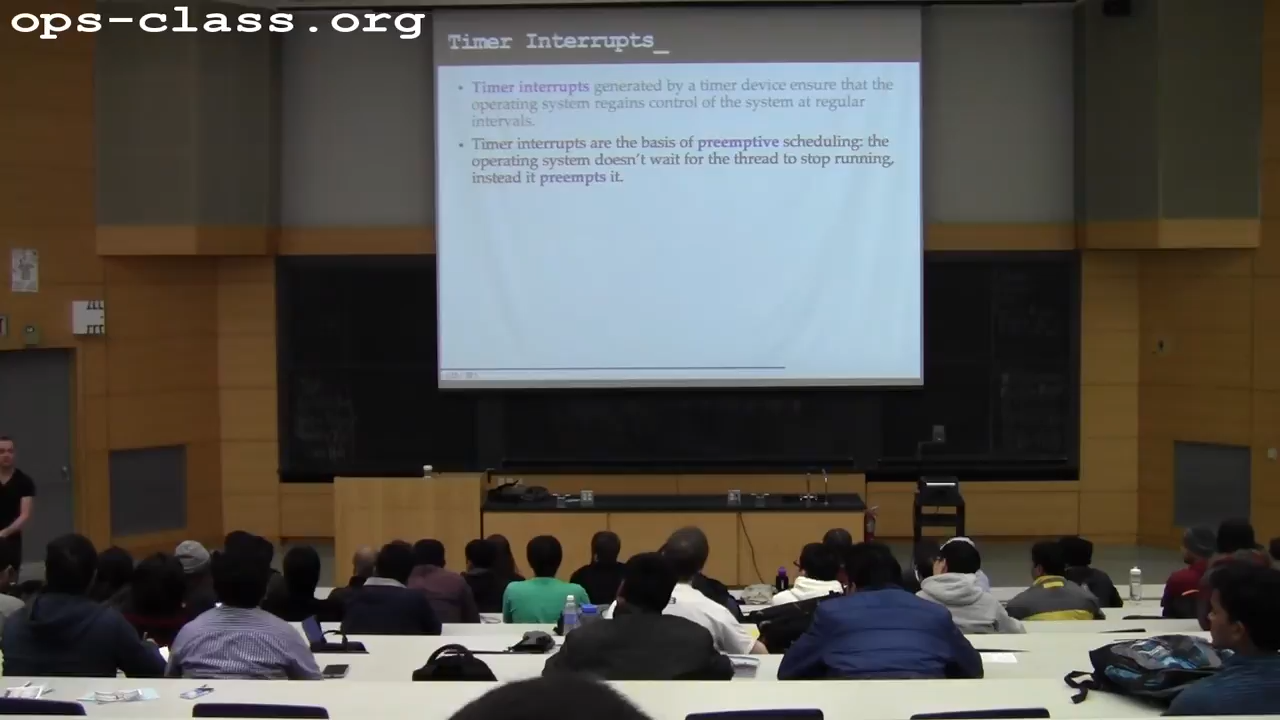 ops-class.org
Timer Interrupts_
• Timer interrupts generated by a timer device ensure that the
operating system regains control of the system at regular
intervals.
• Timer interrupts are the basis of preemptive scheduling: the
operating system doesn't wait for the thread to stop running,
instead it preempts it.